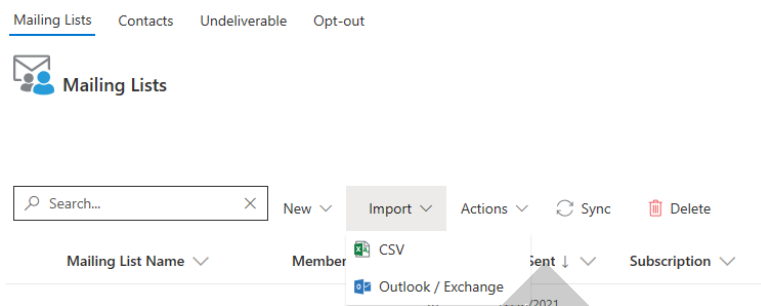 Mailing Lists Contacts Undeliverable Opt-out
Mailing Lists
Search... New Import Actions Sync Delete
Mailing List Name Member Sent ↓ Subscription
CSV
Outlook / Exchange